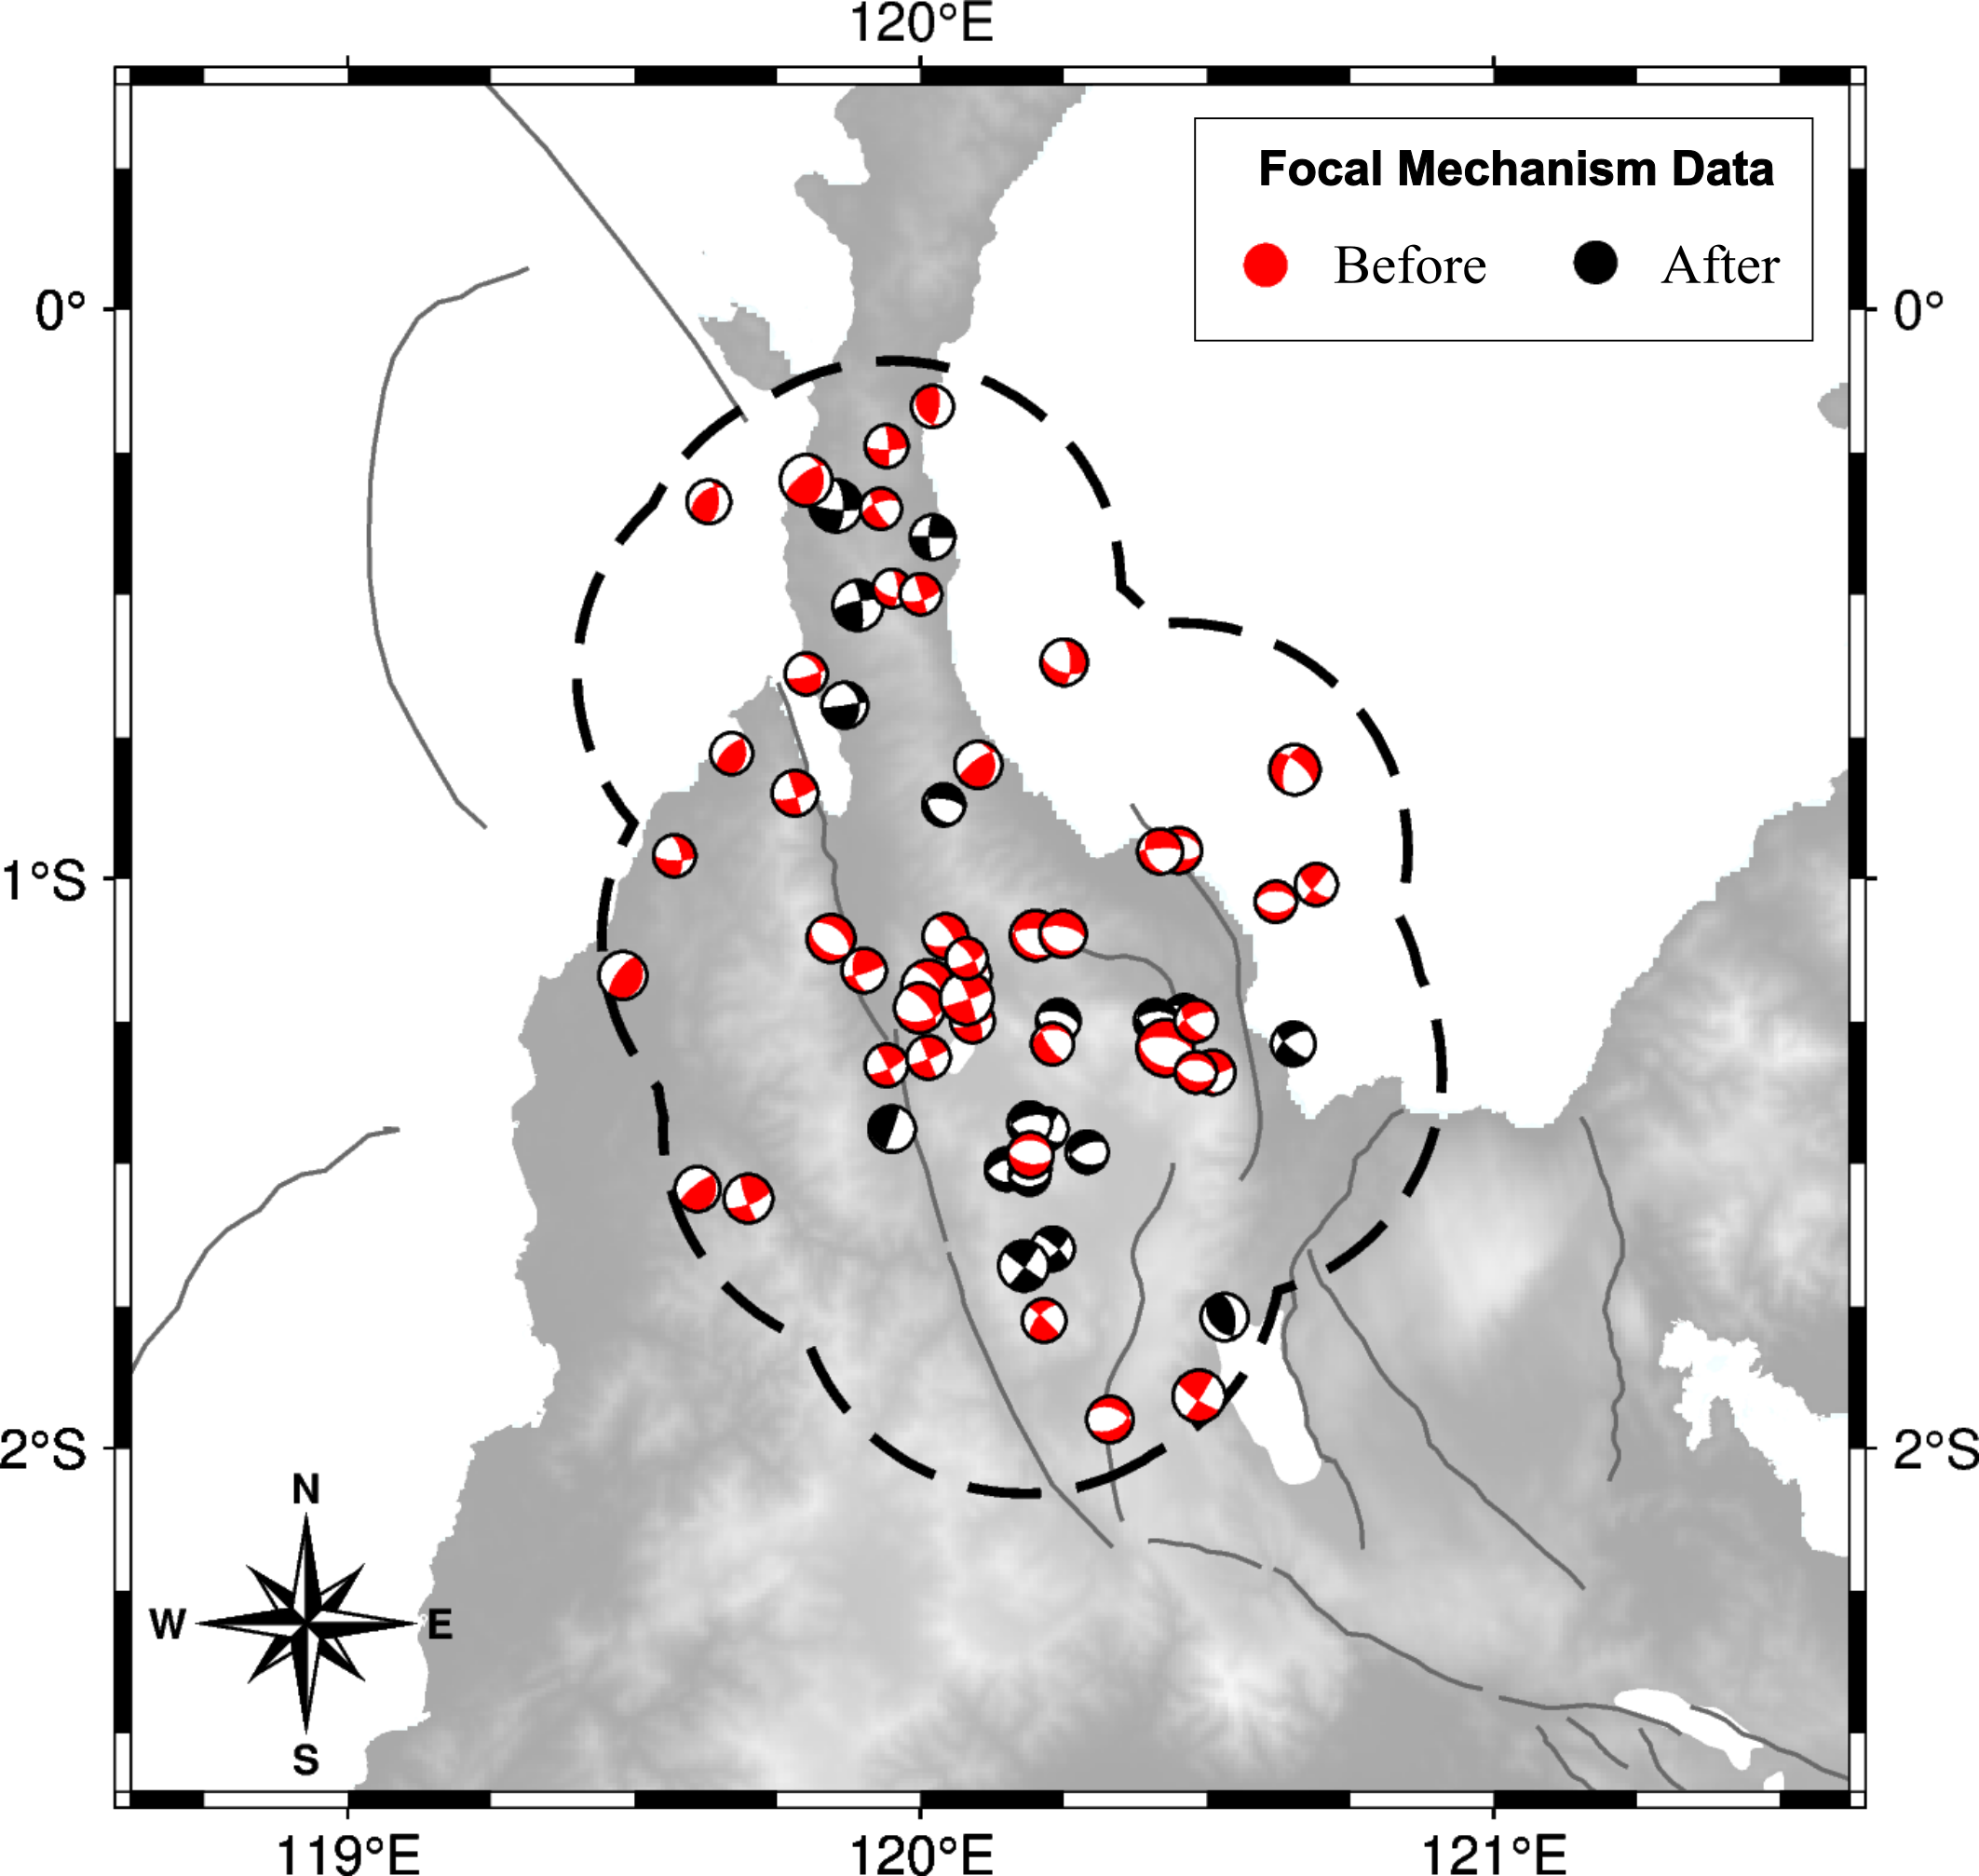 120°E
Focal Mechanism Data
Before After
0° 0°
1°S
2°S 2°S
N
W E
S
119°E 120°E 121°E